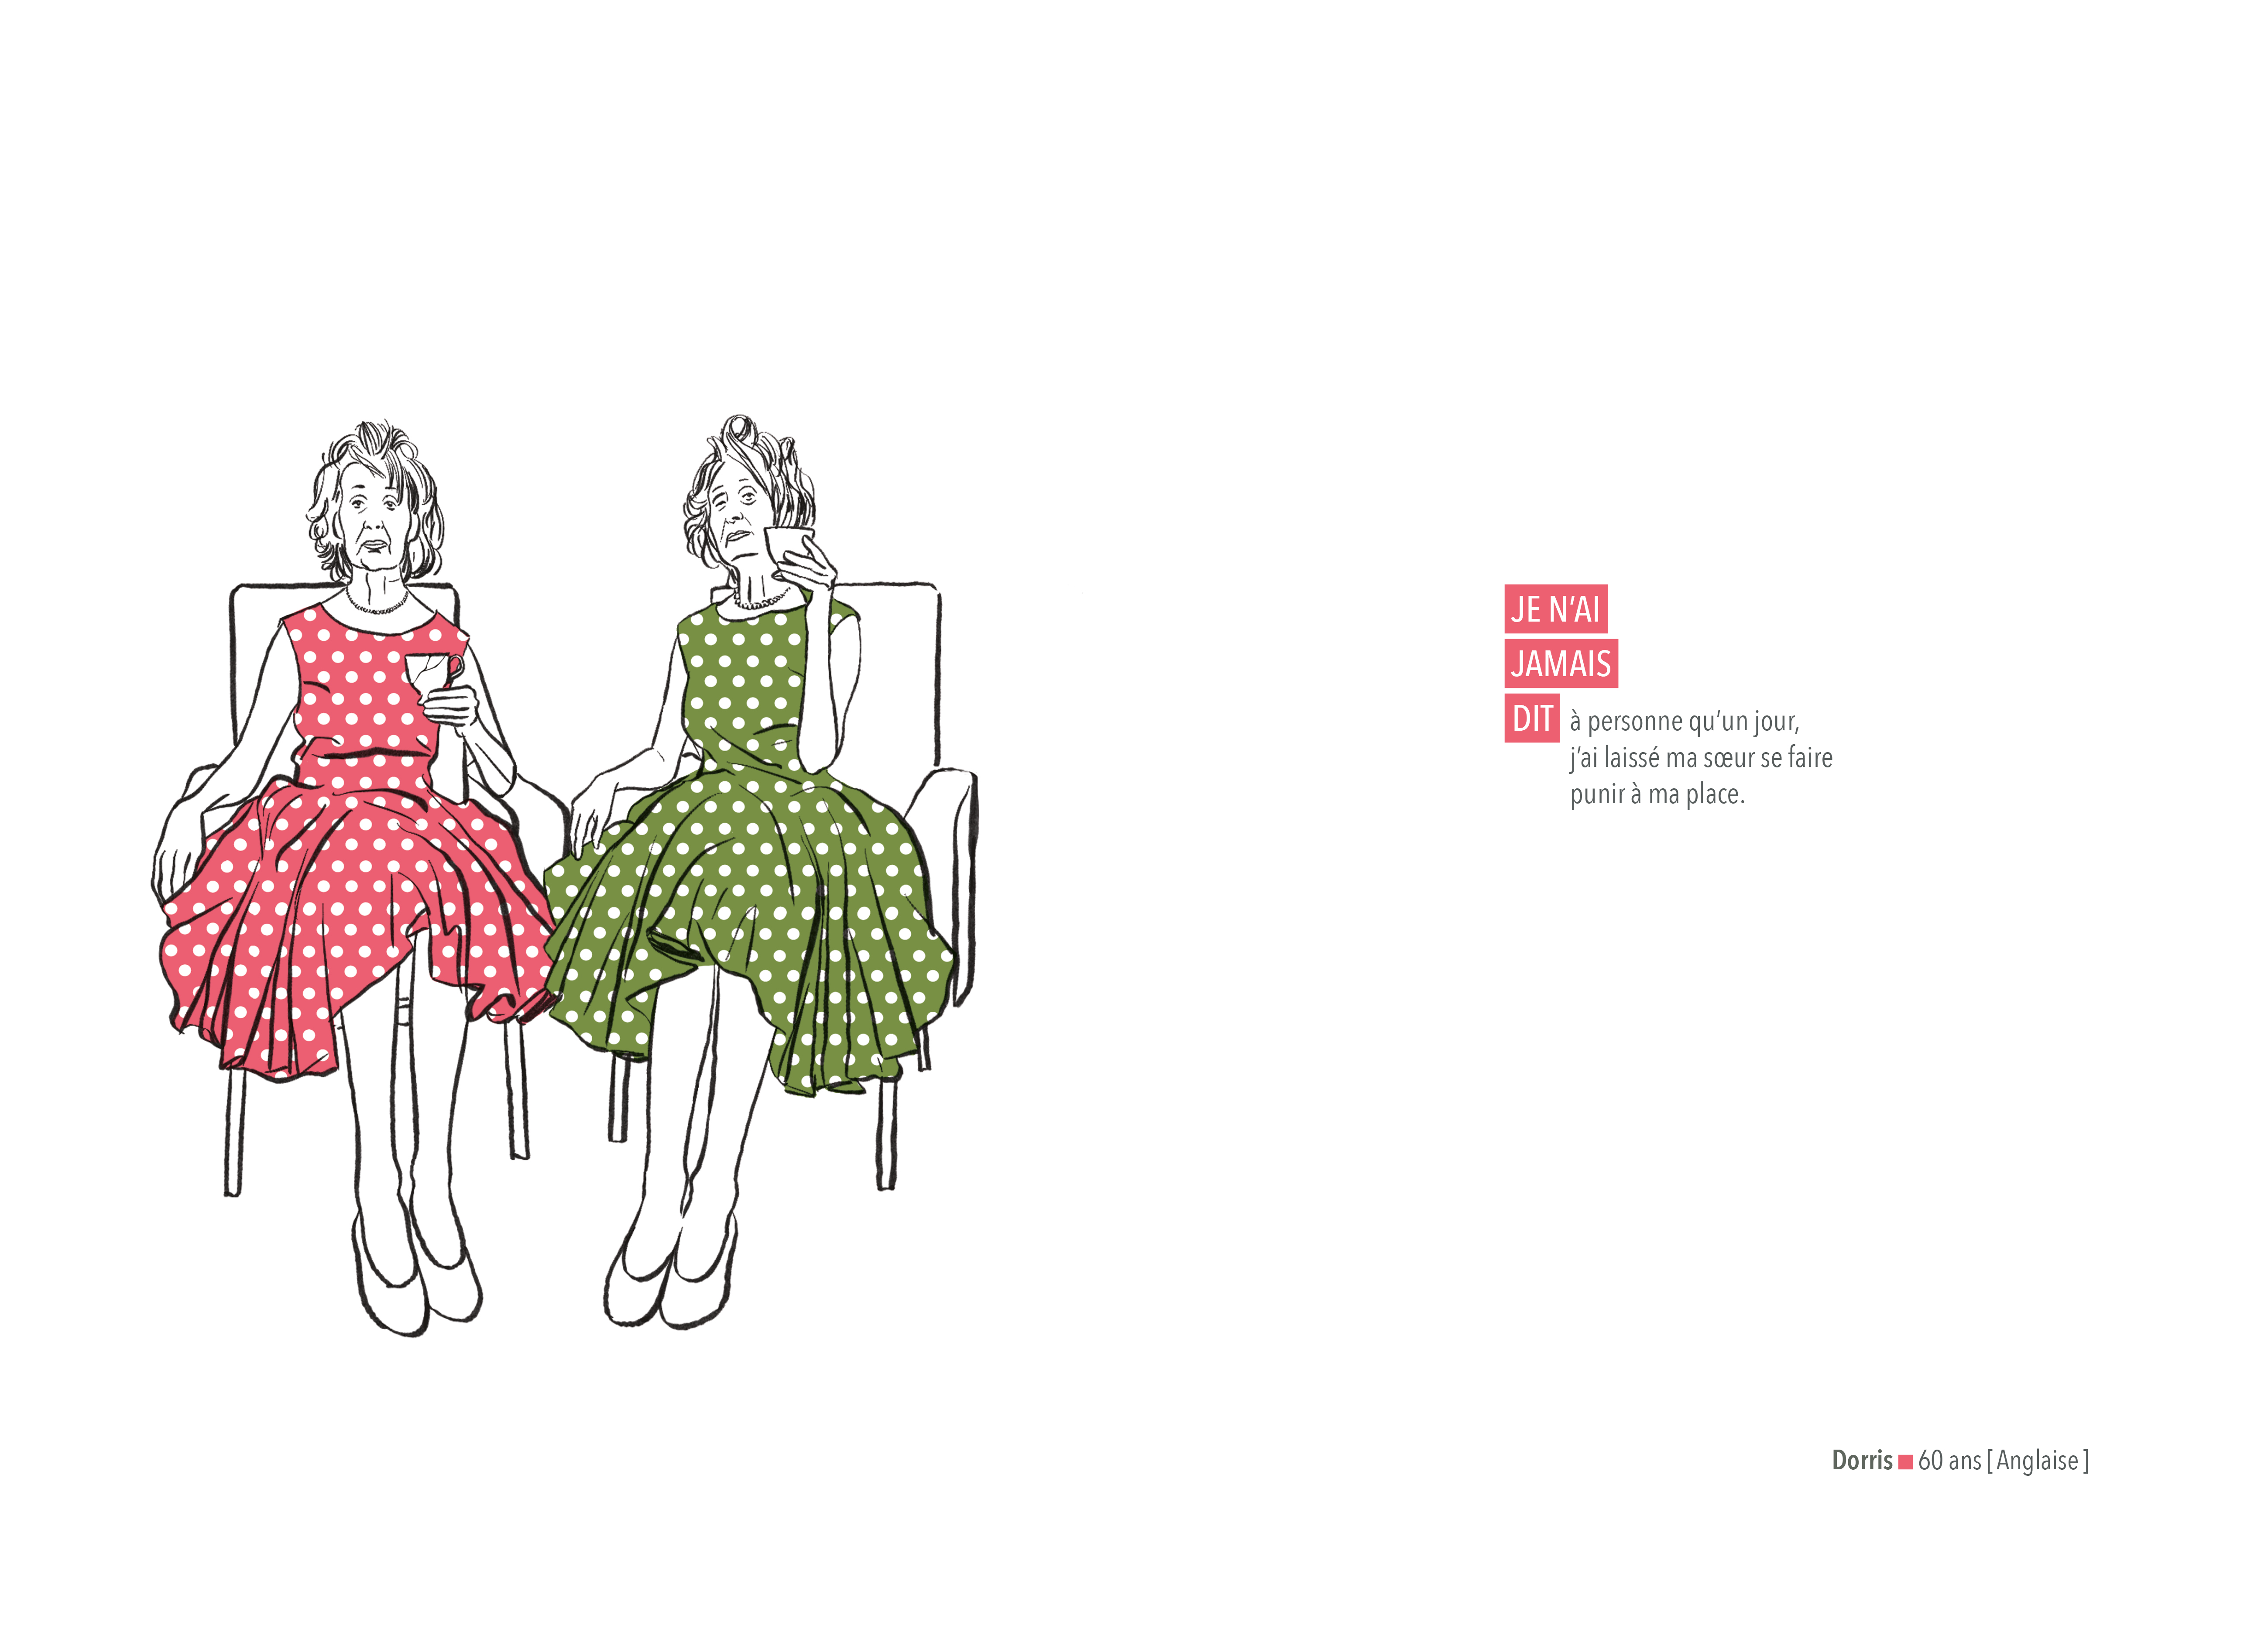 JE N’AI
JAMAIS
DIT à personne qu’un jour,
j’ai laissé ma sœur se faire
punir à ma place.
Dorris ■ 60 ans [ Anglaise ]